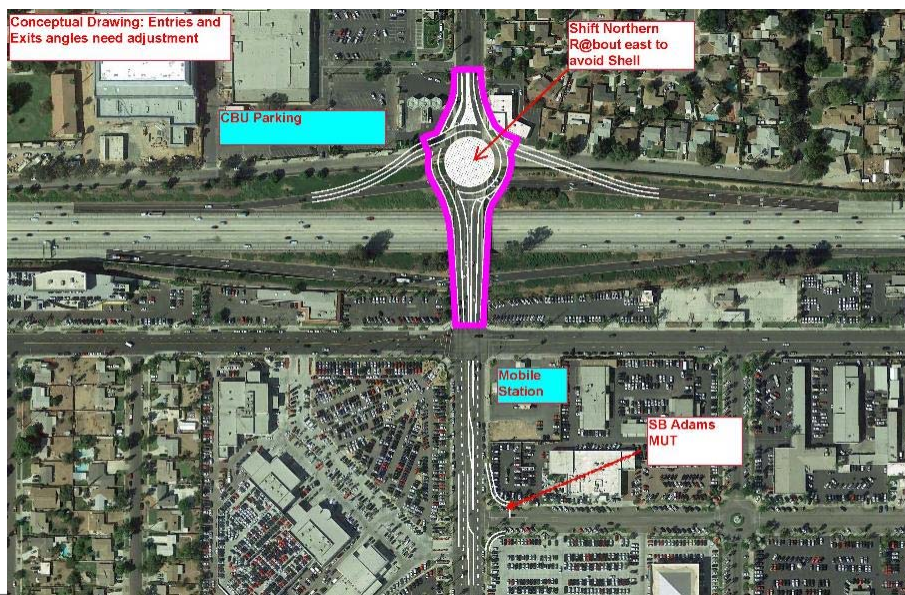 Conceptual Drawing: Entries and
Exits angles need adjustment
Shift Northern
R@bout east to
avoid Shell
CBU Parking
Mobile
Station
SB Adams
MUT